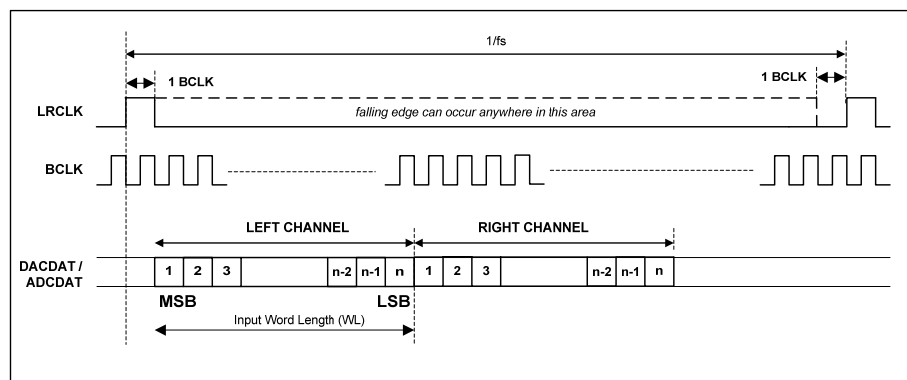 1/fs
1 BCLK
1 BCLK
LRCLK
falling edge can occur anywhere in this area
BCLK
LEFT CHANNEL
RIGHT CHANNEL
DACDAT /
ADCDAT
1 2 3 n-2 n-1 n 1 2 3 n-2 n-1 n
MSB LSB
Input Word Length (WL)